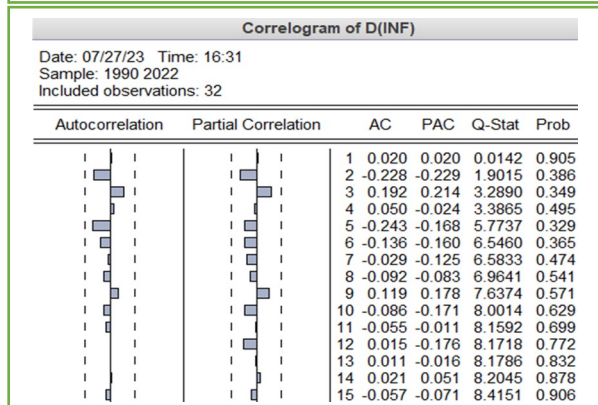 Correlogram of D(INF)
Date: 07/27/23 Time: 16:31
Sample: 1990 2022
Included observations: 32
Autocorrelation Partial Correlation AC PAC Q-Stat Prob
1 0.020 0.020 0.0142 0.905
2 -0.228 -0.229 1.9015 0.386
3 0.192 0.214 3.2890 0.349
4 0.050 -0.024 3.3865 0.495
5 -0.243 -0.168 5.7737 0.329
6 -0.136 -0.160 6.5460 0.365
7 -0.029 -0.125 6.5833 0.474
8 -0.092 -0.083 6.9641 0.541
9 0.119 0.178 7.6374 0.571
10 -0.086 -0.171 8.0014 0.629
11 -0.055 -0.011 8.1592 0.699
12 0.015 -0.176 8.1718 0.772
13 0.011 -0.016 8.1786 0.832
14 0.021 0.051 8.2045 0.878
15 -0.057 -0.071 8.4151 0.906